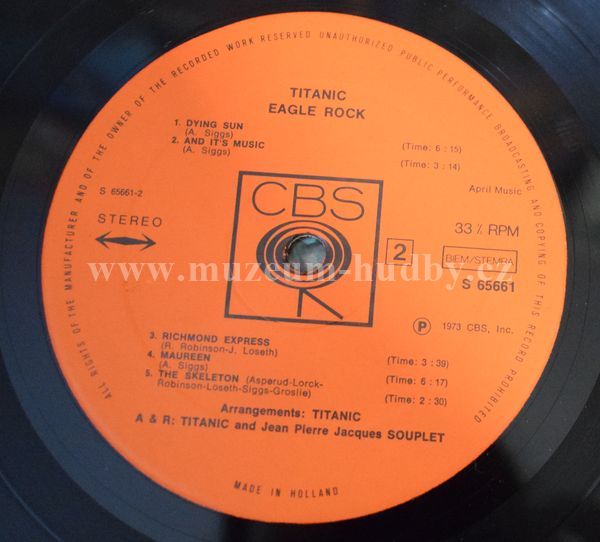 ALL RIGHTS OF THE MANUFACTURER AND OF THE OWNER OF THE RECORDED WORK RESERVED UNAUTHORIZED PUBLIC PERFORMANCE BROADCASTING AND COPYING OF THIS RECORD PROHIBITED
TITANIC
EAGLE ROCK
1. DYING SUN (Time: 6 : 15)
(A. Siggs)
2. AND IT'S MUSIC (Time: 3 : 14)
(A. Siggs)
S 65661-2 April Music
CBS
STEREO 33 ⅓ RPM
2 BIEM/STEMRA
S 65661
www.muzeum-hudby.cz
℗ 1973 CBS, Inc.
3. RICHMOND EXPRESS (Time: 3 : 39)
(R. Robinson-J. Loseth)
4. MAUREEN (Time: 6 : 17)
(A. Siggs)
5. THE SKELETON (Asperud-Lorck- (Time: 2 : 30)
Robinson-Loseth-Siggs-Groslie)
Arrangements: TITANIC
A & R: TITANIC and Jean Pierre Jacques SOUPLET
MADE IN HOLLAND